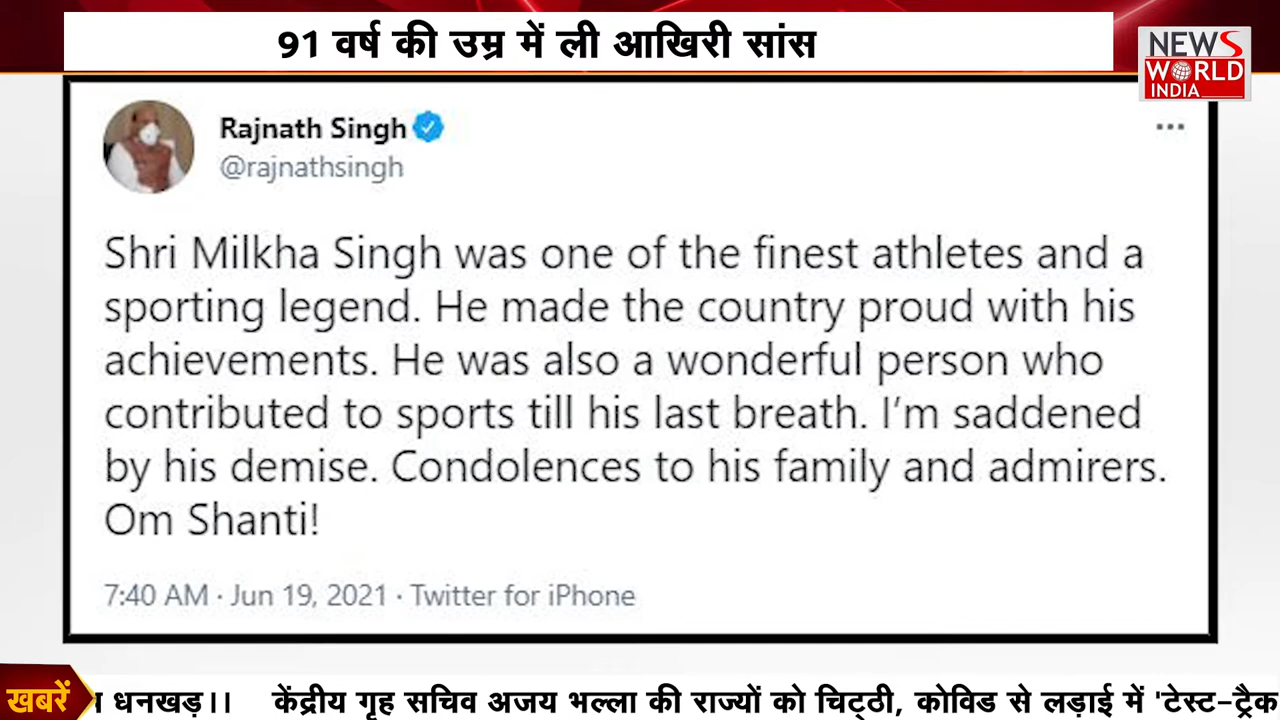 91 वर्ष की उम्र में ली आखिरी सांस
NEWS
WORLD
INDIA
Rajnath Singh
@rajnathsingh
Shri Milkha Singh was one of the finest athletes and a
sporting legend. He made the country proud with his
achievements. He was also a wonderful person who
contributed to sports till his last breath. I’m saddened
by his demise. Condolences to his family and admirers.
Om Shanti!
7:40 AM · Jun 19, 2021 · Twitter for iPhone
खबरें धनखड़।। केंद्रीय गृह सचिव अजय भल्ला की राज्यों को चिट्ठी, कोविड से लड़ाई में 'टेस्ट-ट्रैक